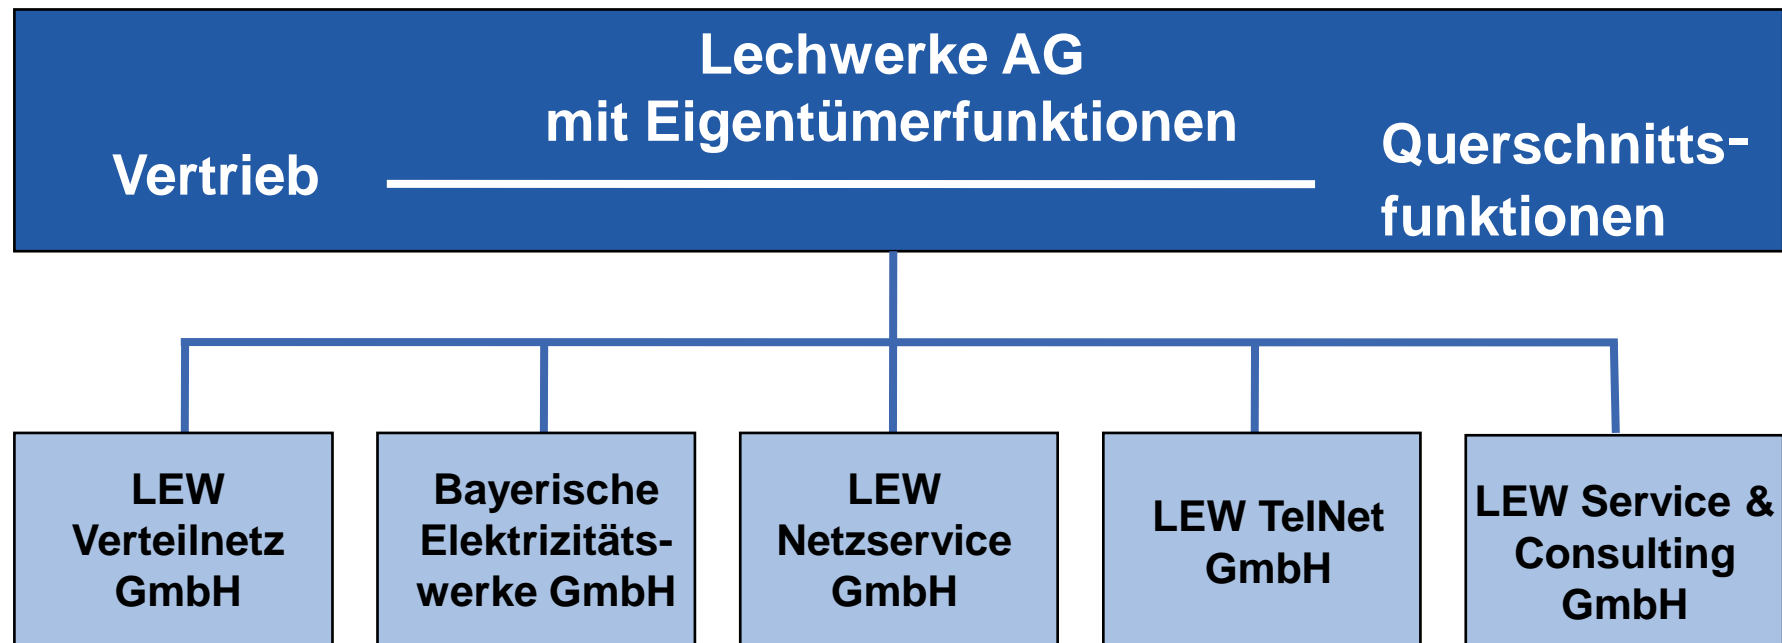 Lechwerke AG
mit Eigentümerfunktionen
Vertrieb
Querschnitts-
funktionen
LEW
Verteilnetz
GmbH
Bayerische
Elektrizitäts-
werke GmbH
LEW
Netzservice
GmbH
LEW TelNet
GmbH
LEW Service &
Consulting
GmbH